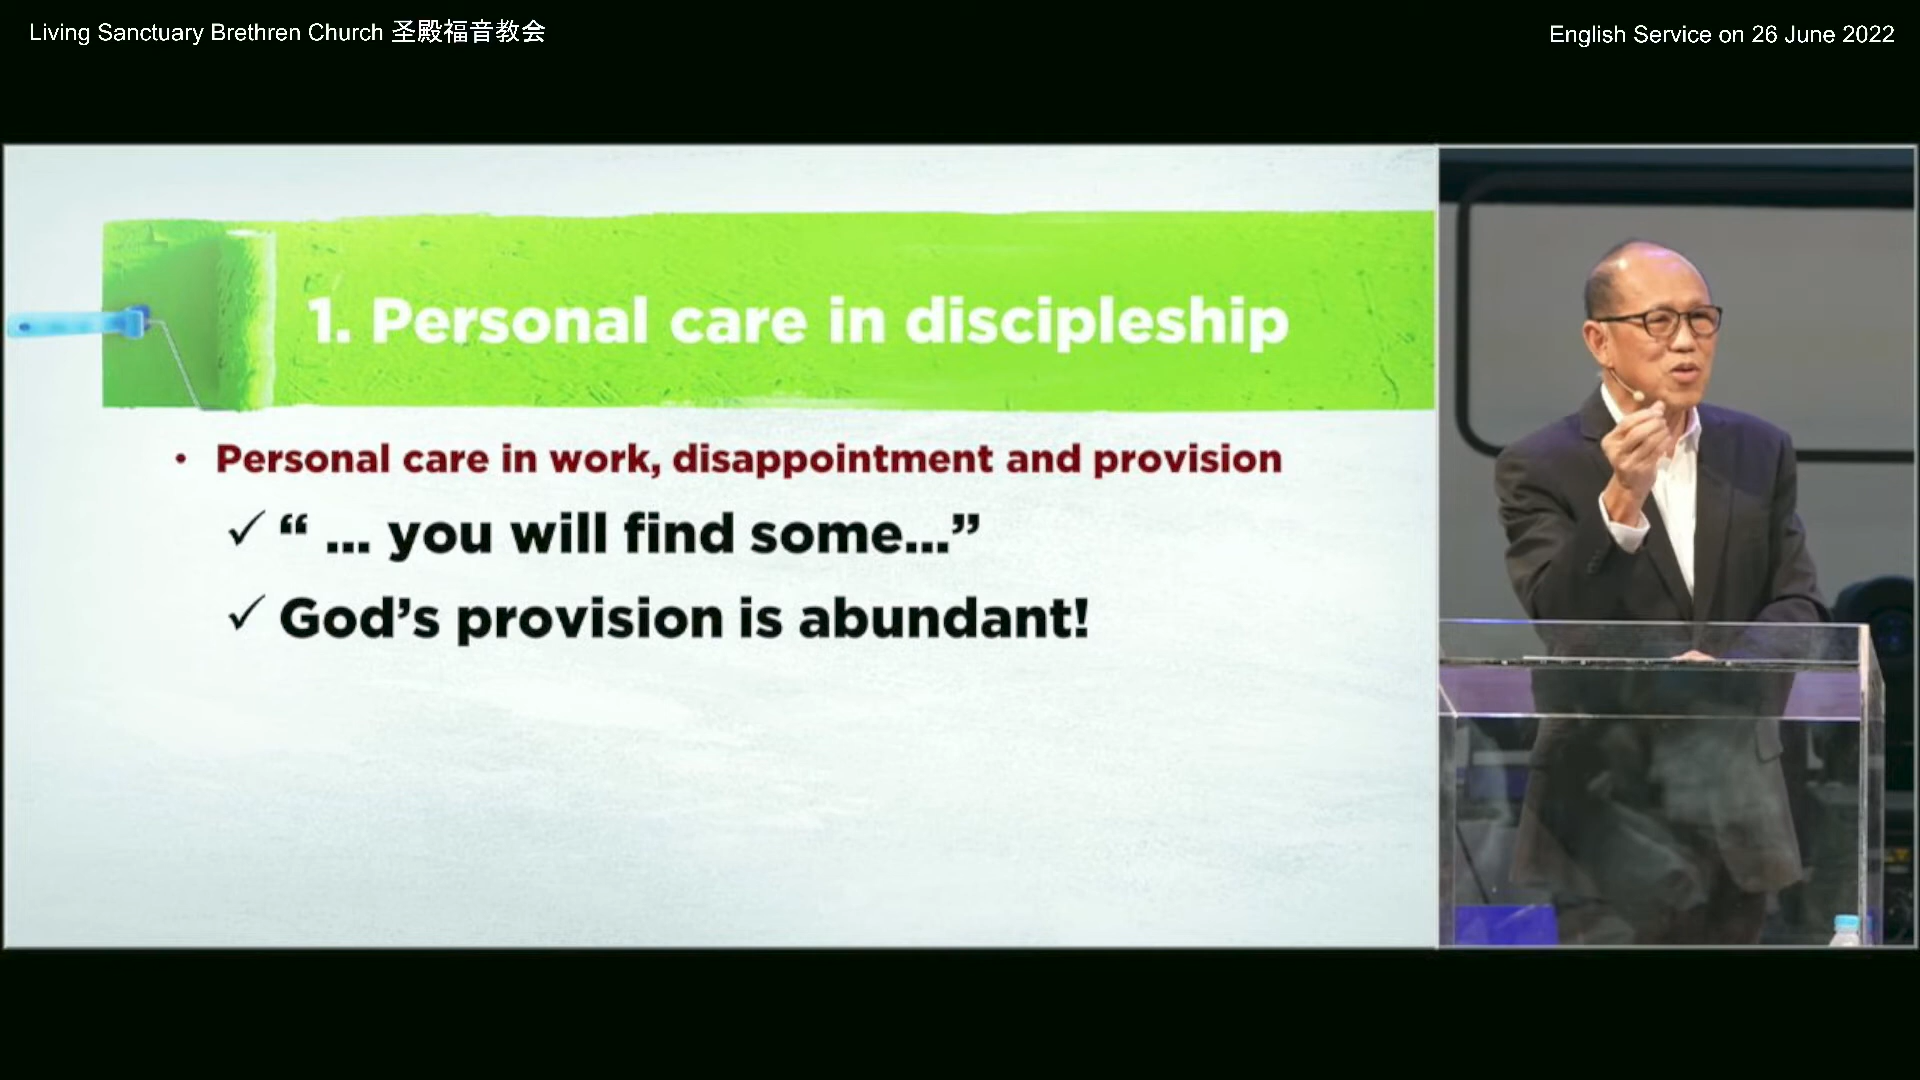 Living Sanctuary Brethren Church 圣殿福音教会
English Service on 26 June 2022
1. Personal care in discipleship
• Personal care in work, disappointment and provision
✓ “ ... you will find some...”
✓ God’s provision is abundant!